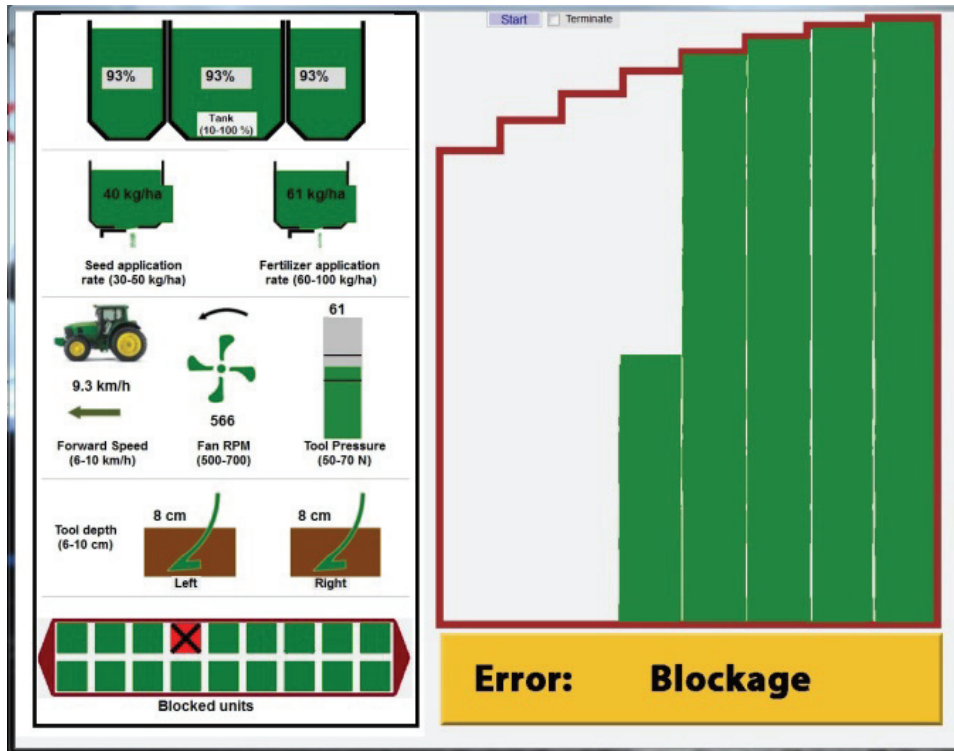 Start
Terminate
93%
93%
93%
Tank
(10-100 %)
40 kg/ha
61 kg/ha
Seed application
rate (30-50 kg/ha)
Fertilizer application
rate (60-100 kg/ha)
61
9.3 km/h
566
Forward Speed
(6-10 km/h)
Fan RPM
(500-700)
Tool Pressure
(50-70 N)
8 cm
8 cm
Tool depth
(6-10 cm)
Left
Right
Blocked units
Error: Blockage